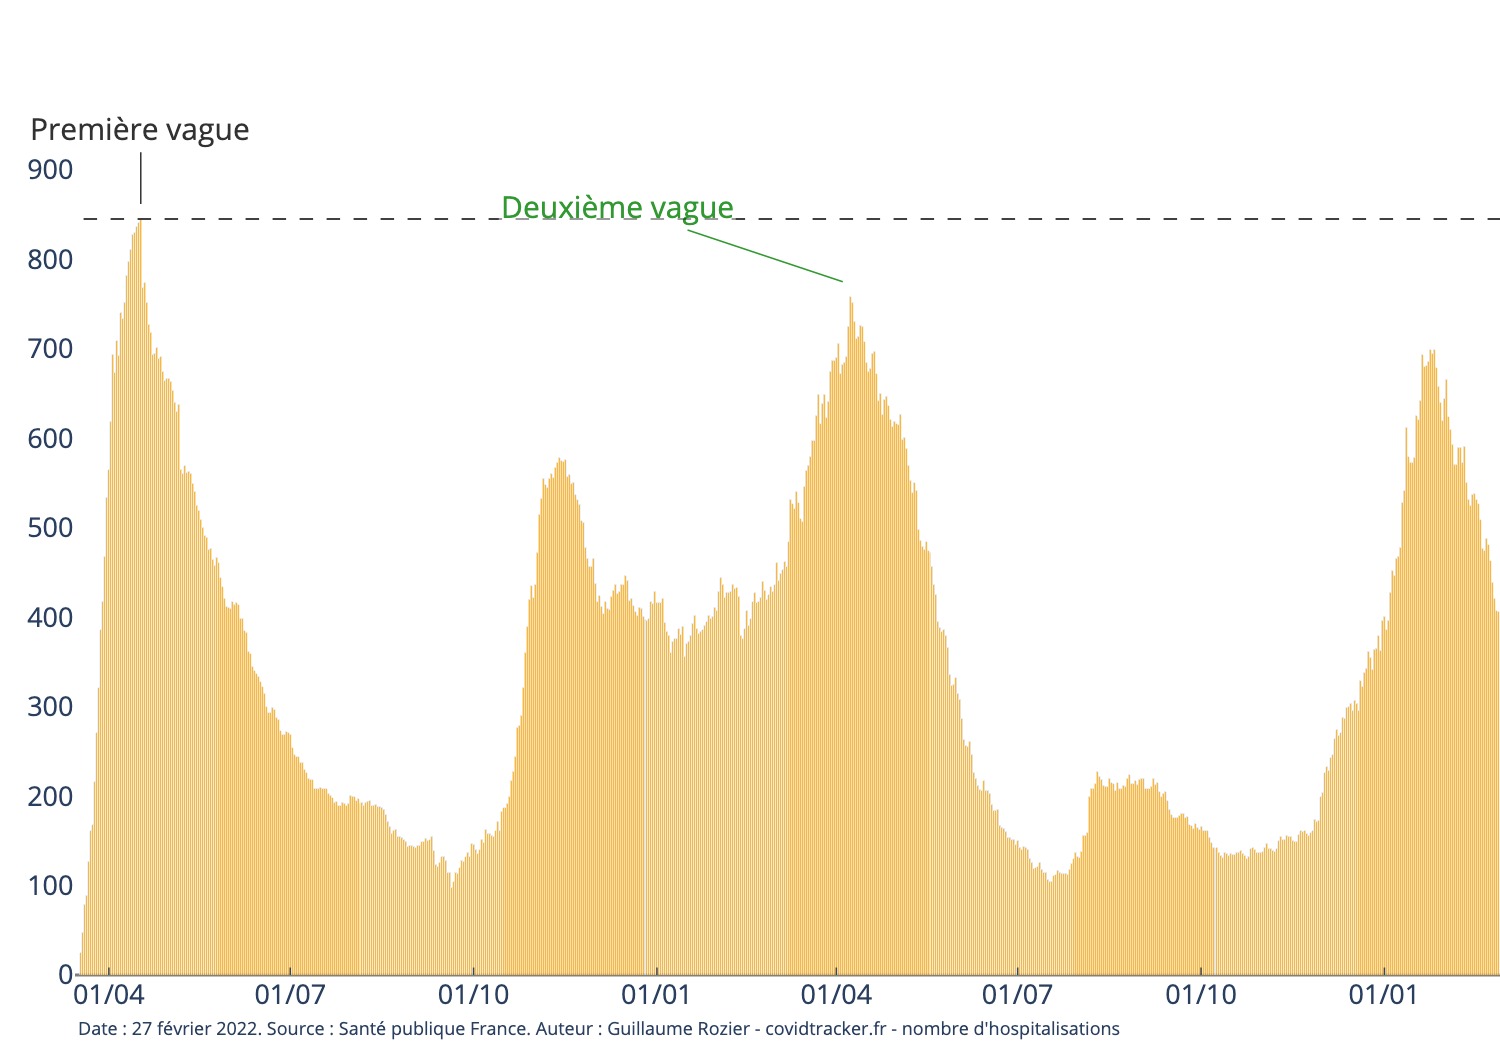 Première vague
900
Deuxième vague
800
700
600
500
400
300
200
100
0
01/04 01/07 01/10 01/01 01/04 01/07 01/10 01/01
Date : 27 février 2022. Source : Santé publique France. Auteur : Guillaume Rozier - covidtracker.fr - nombre d'hospitalisations